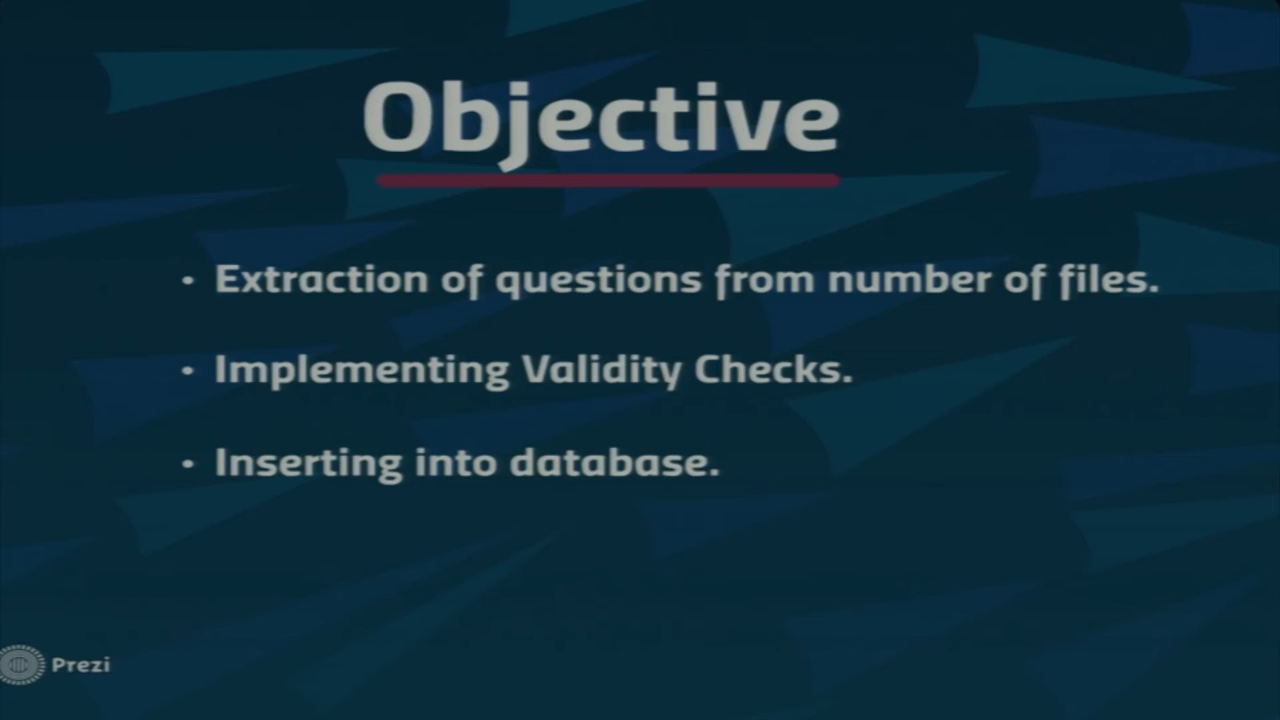 Objective
• Extraction of questions from number of files.
• Implementing Validity Checks.
• Inserting into database.
Prezi